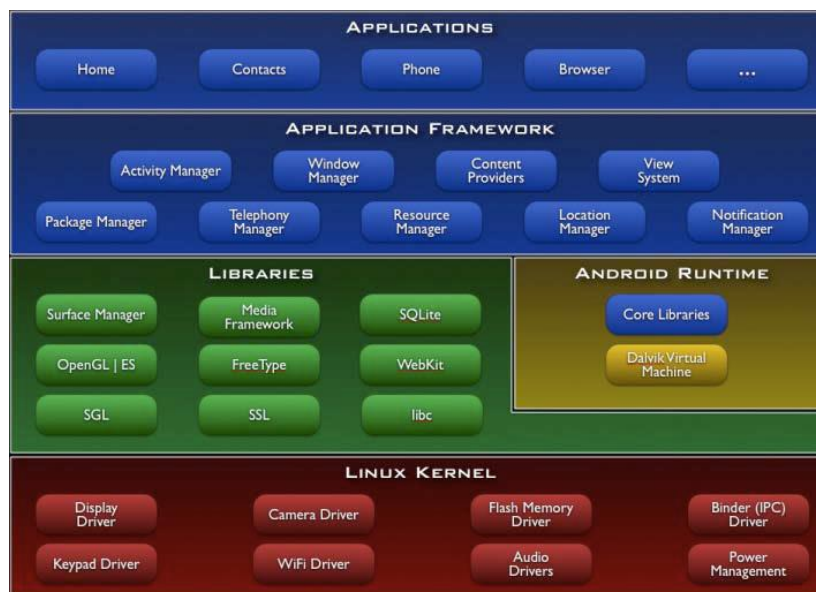 APPLICATIONS
Home
Contacts
Phone
Browser
...
APPLICATION FRAMEWORK
Activity Manager
Window
Manager
Content
Providers
View
System
Package Manager
Telephony
Manager
Resource
Manager
Location
Manager
Notification
Manager
LIBRARIES
Surface Manager
Media
Framework
SQLite
OpenGL | ES
FreeType
WebKit
SGL
SSL
libc
ANDROID RUNTIME
Core Libraries
Dalvik Virtual
Machine
LINUX KERNEL
Display
Driver
Camera Driver
Flash Memory
Driver
Binder (IPC)
Driver
Keypad Driver
WiFi Driver
Audio
Drivers
Power
Management